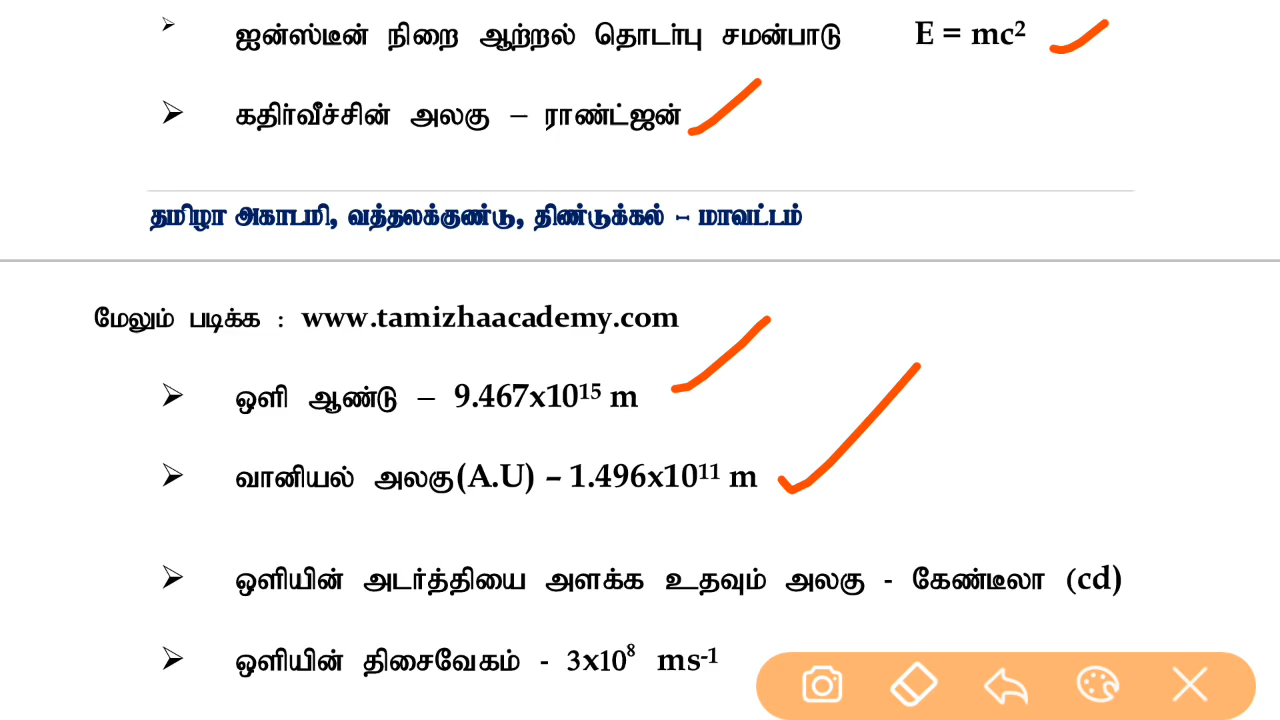 ➢ ஐன்ஸ்டீன் நிறை ஆற்றல் தொடர்பு சமன்பாடு E = mc²
➢ கதிர்வீச்சின் அலகு – ராண்ட்ஜன்
தமிழா அகாடமி, வத்தலக்குண்டு, திண்டுக்கல் - மாவட்டம்
மேலும் படிக்க : www.tamizhaacademy.com
➢ ஒளி ஆண்டு – 9.467x10¹⁵ m
➢ வானியல் அலகு(A.U) – 1.496x10¹¹ m
➢ ஒளியின் அடர்த்தியை அளக்க உதவும் அலகு - கேண்டீலா (cd)
➢ ஒளியின் திசைவேகம் - 3x10⁸ ms⁻¹